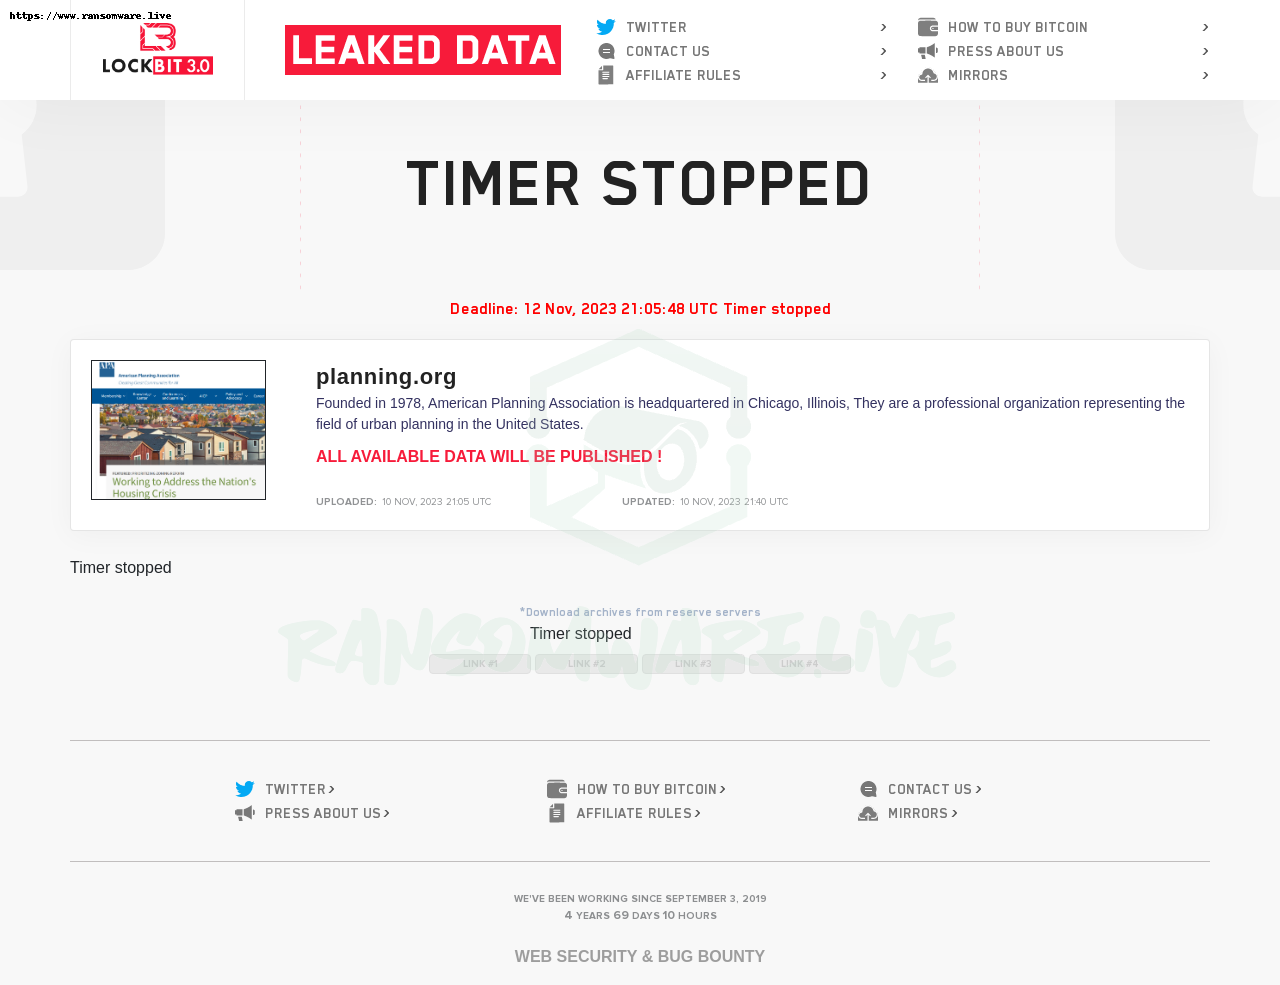 https://www.ransomware.live
LOCKBIT 3.0
LEAKED DATA
TWITTER >
CONTACT US >
AFFILIATE RULES >
HOW TO BUY BITCOIN >
PRESS ABOUT US >
MIRRORS >
TIMER STOPPED
Deadline: 12 Nov, 2023 21:05:48 UTC Timer stopped
American Planning Association
Working to Address the Nation's
Housing Crisis
planning.org
Founded in 1978, American Planning Association is headquartered in Chicago, Illinois, They are a professional organization representing the
field of urban planning in the United States.
ALL AVAILABLE DATA WILL BE PUBLISHED !
UPLOADED: 10 NOV, 2023 21:05 UTC
UPDATED: 10 NOV, 2023 21:40 UTC
Timer stopped
*Download archives from reserve servers
Timer stopped
RANSOMWARE.LIVE
LINK #1 LINK #2 LINK #3 LINK #4
TWITTER >
PRESS ABOUT US >
HOW TO BUY BITCOIN >
AFFILIATE RULES >
CONTACT US >
MIRRORS >
WE'VE BEEN WORKING SINCE SEPTEMBER 3, 2019
4 YEARS 69 DAYS 10 HOURS
WEB SECURITY & BUG BOUNTY